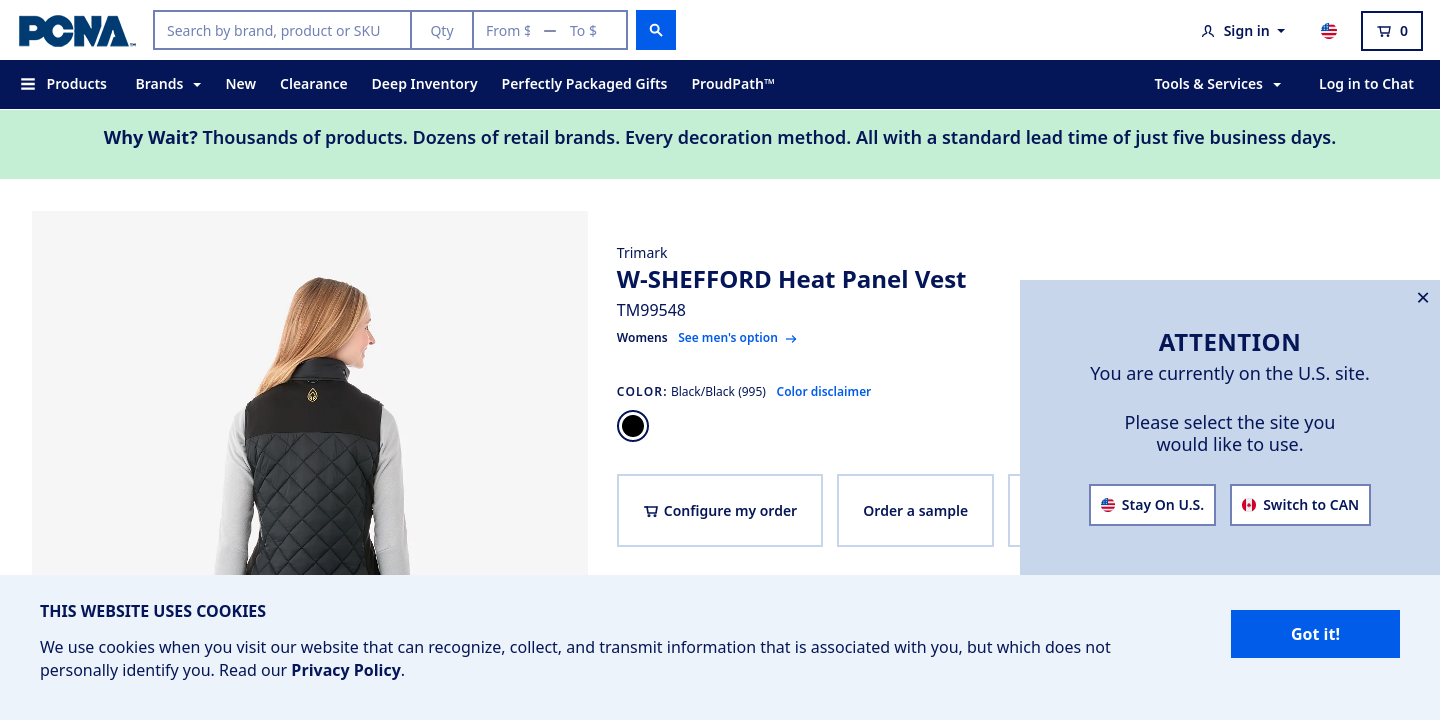 PCNA™
Search by brand, product or SKU
Qty
From $ — To $
Sign in
0
Products
Brands
New
Clearance
Deep Inventory
Perfectly Packaged Gifts
ProudPath™
Tools & Services
Log in to Chat
Why Wait? Thousands of products. Dozens of retail brands. Every decoration method. All with a standard lead time of just five business days.
Trimark
W-SHEFFORD Heat Panel Vest
TM99548
Womens See men's option →
COLOR: Black/Black (995) Color disclaimer
Configure my order
Order a sample
ATTENTION
You are currently on the U.S. site.
Please select the site you
would like to use.
Stay On U.S.
Switch to CAN
THIS WEBSITE USES COOKIES
We use cookies when you visit our website that can recognize, collect, and transmit information that is associated with you, but which does not
personally identify you. Read our Privacy Policy.
Got it!